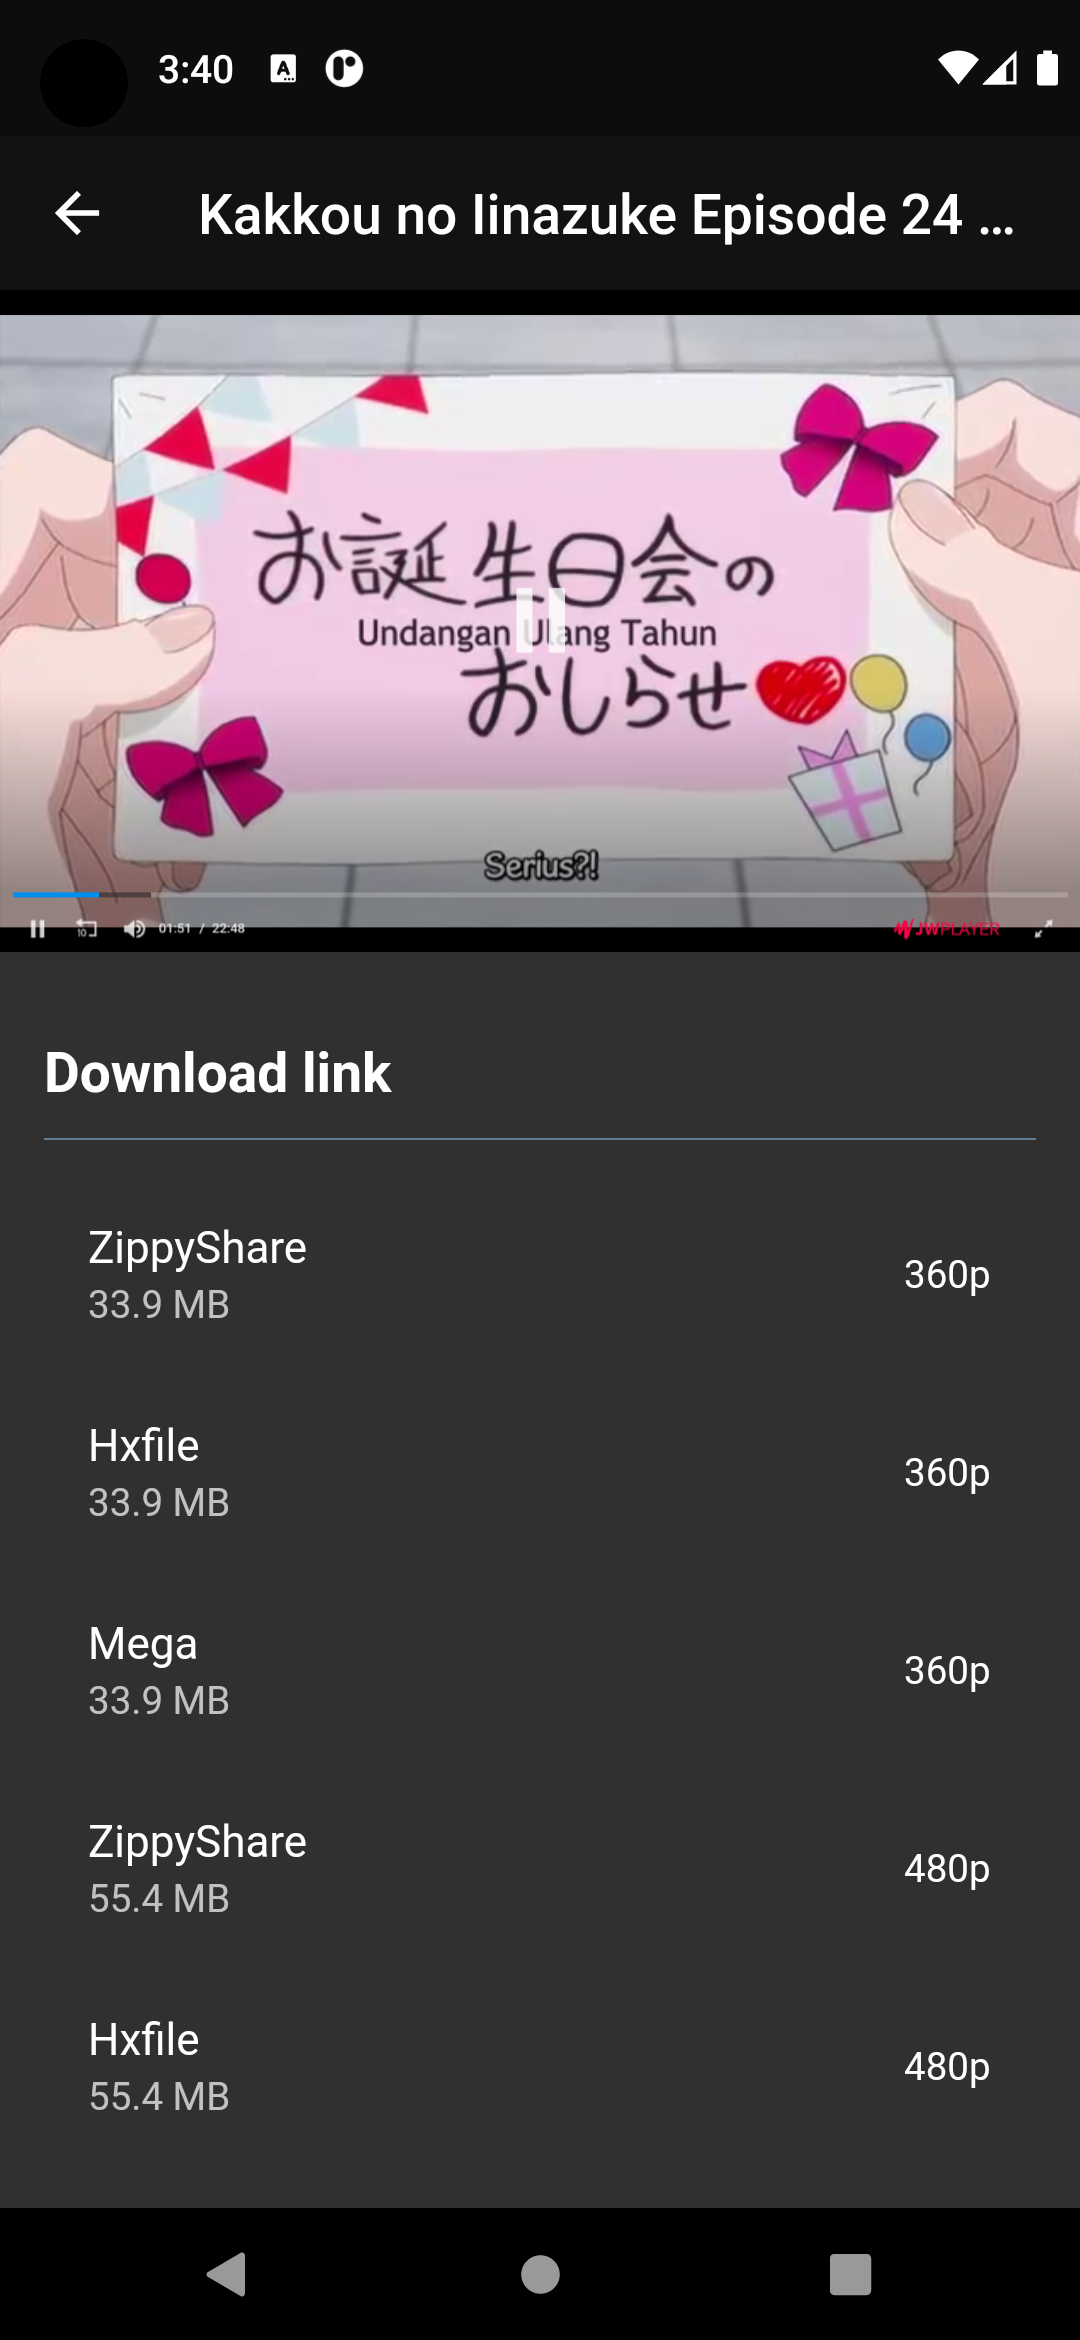 3:40
Kakkou no Iinazuke Episode 24 ...
お誕生日会の
Undangan Ulang Tahun
おしらせ
Serius?!
10
01:51 / 22:48
JWPLAYER
Download link
ZippyShare
33.9 MB
360p
Hxfile
33.9 MB
360p
Mega
33.9 MB
360p
ZippyShare
55.4 MB
480p
Hxfile
55.4 MB
480p